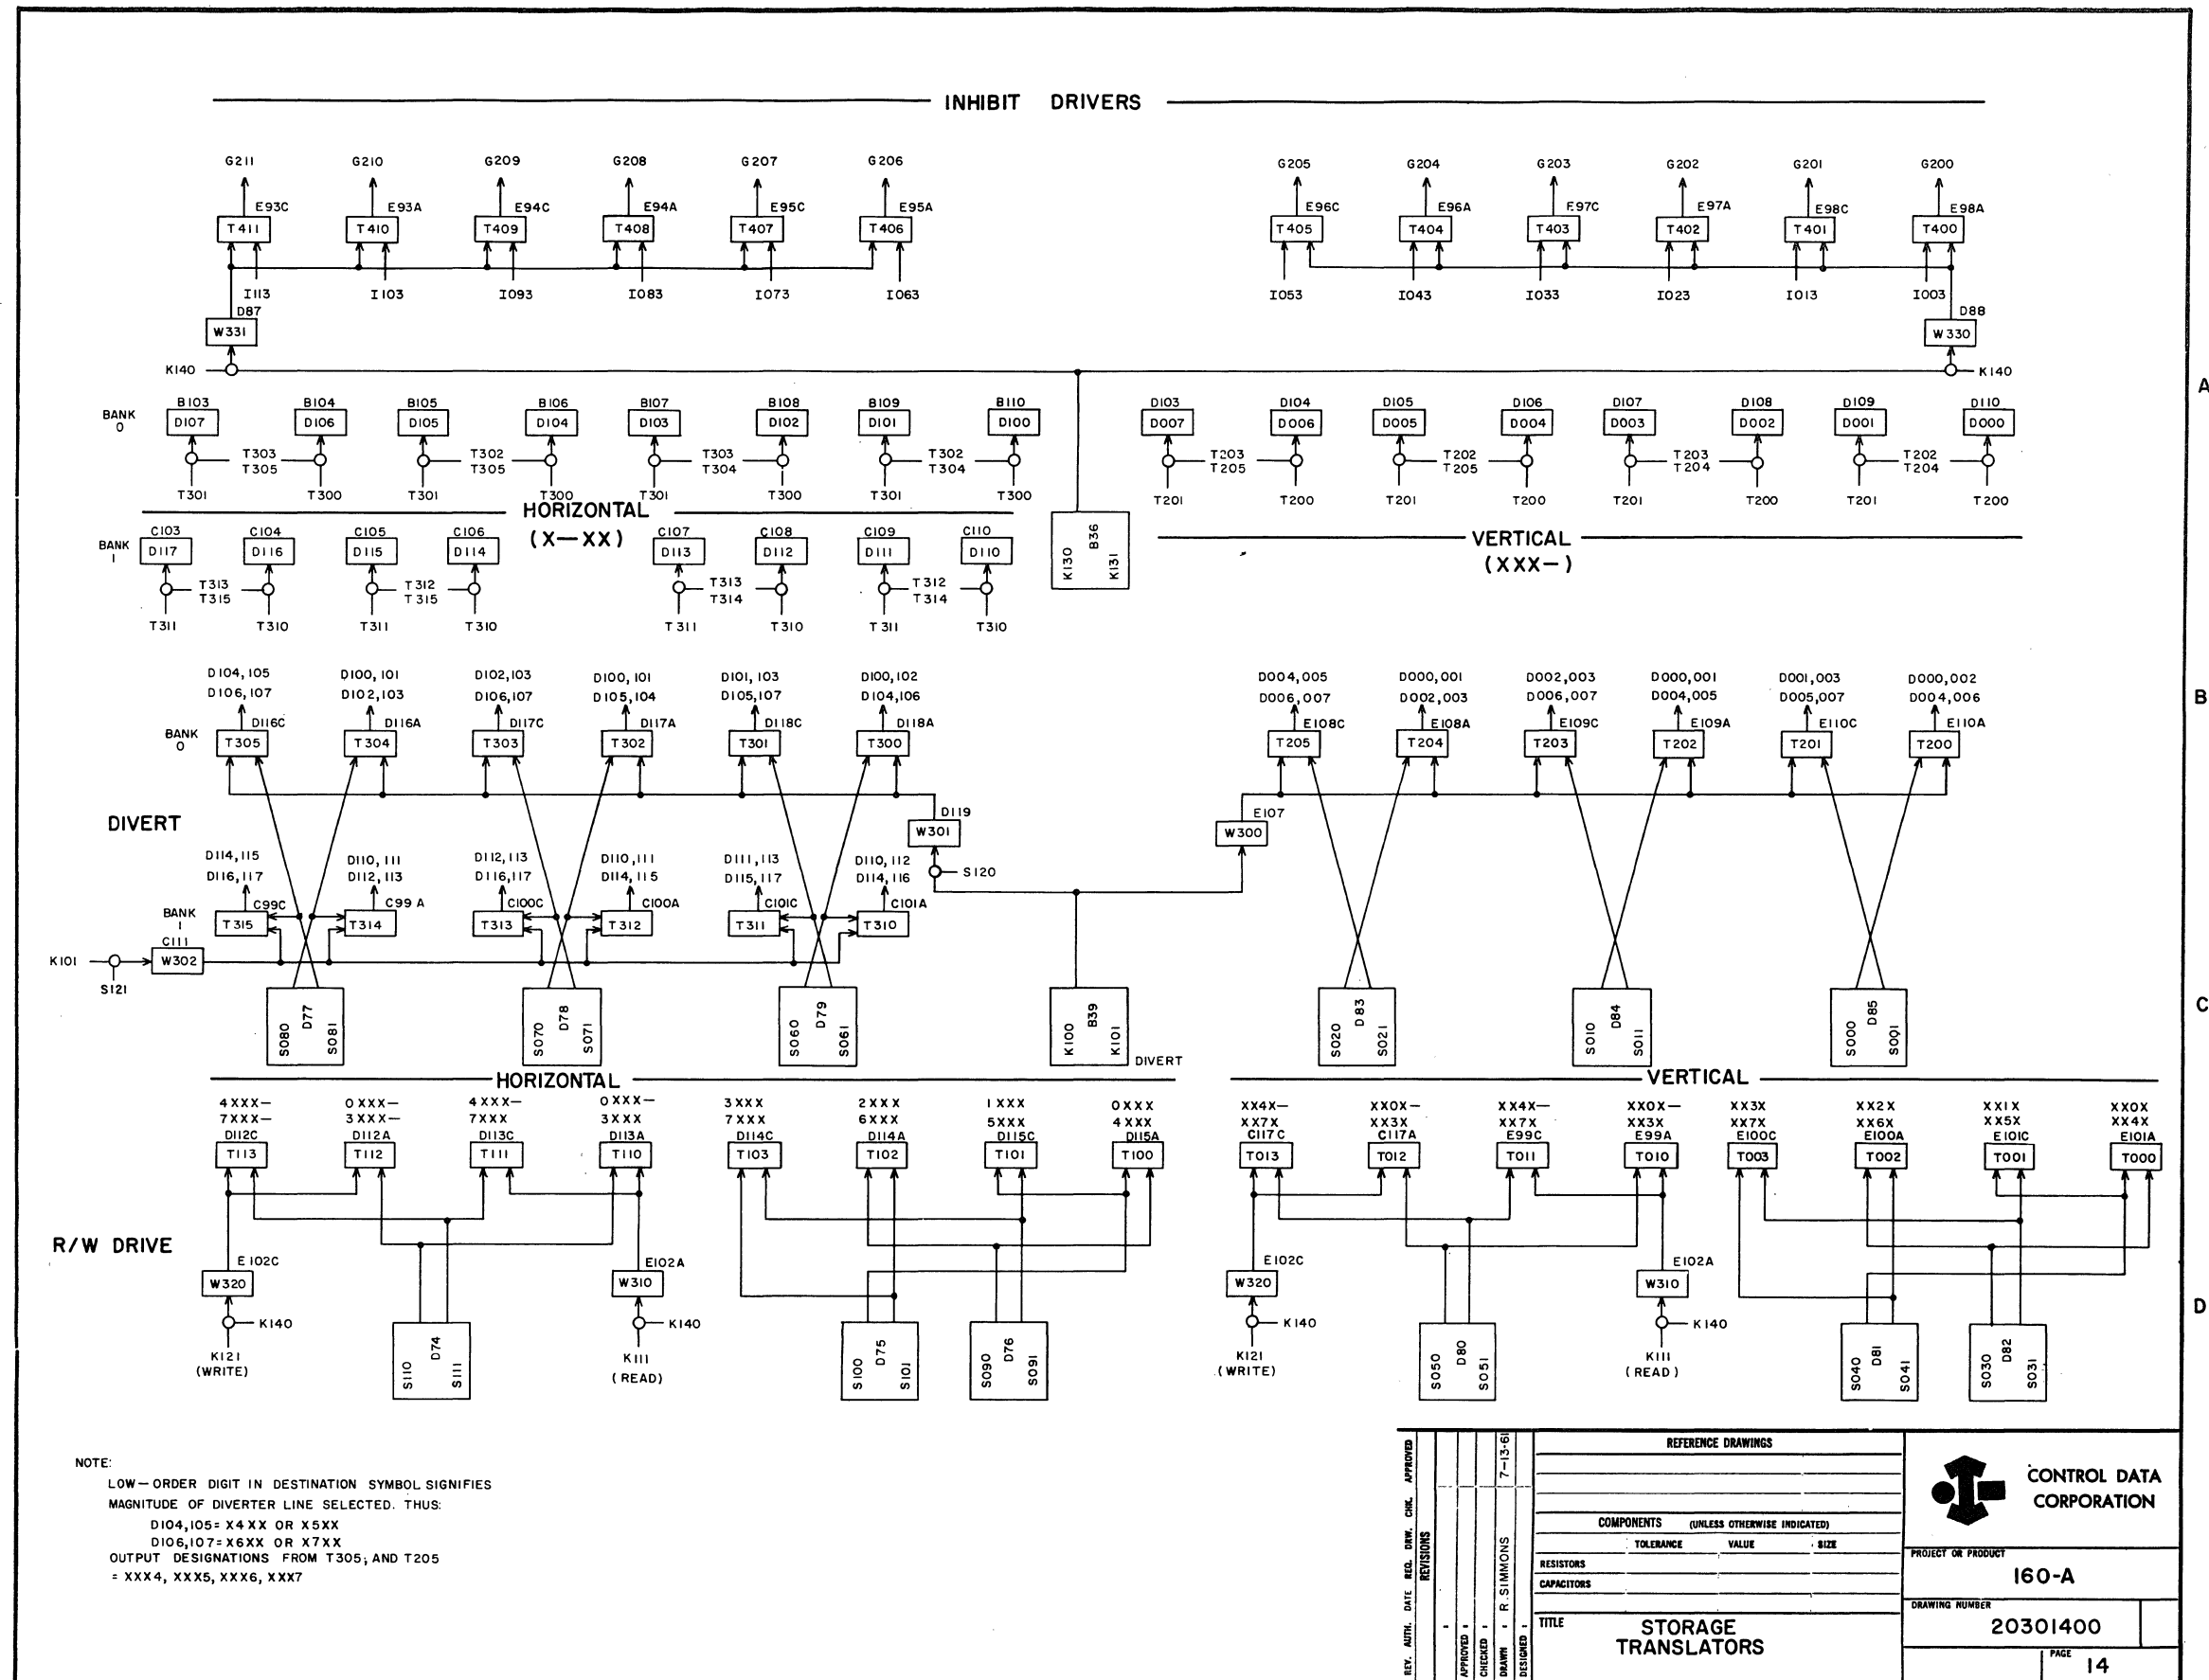 INHIBIT DRIVERS
G211 G210 G209 G208 G207 G206 G205 G204 G203 G202 G201 G200
E93C E93A E94C E94A E95C E95A E96C E96A E97C E97A E98C E98A
T411 T410 T409 T408 T407 T406 T405 T404 T403 T402 T401 T400
I113 I103 I093 I083 I073 I063 I053 I043 I033 I023 I013 I003
D87 D88
W331 W330
K140 K140
A
BANK 0
B103 B104 B105 B106 B107 B108 B109 B110 D103 D104 D105 D106 D107 D108 D109 D110
D107 D106 D105 D104 D103 D102 D101 D100 D007 D006 D005 D004 D003 D002 D001 D000
T303 T302 T303 T302 T203 T202 T203 T202
T305 T305 T304 T304 T205 T205 T204 T204
T301 T300 T301 T300 T301 T300 T301 T300 T201 T200 T201 T200 T201 T200 T201 T200
HORIZONTAL
(X—XX)
VERTICAL
(XXX—)
K130 B36 K131
BANK 1
C103 C104 C105 C106 C107 C108 C109 C110
D117 D116 D115 D114 D113 D112 D111 D110
T313 T312 T313 T312
T315 T315 T314 T314
T311 T310 T311 T310 T311 T310 T311 T310
D104,105 D100,101 D102,103 D100,101 D101,103 D100,102 D004,005 D000,001 D002,003 D000,001 D001,003 D000,002
D106,107 D102,103 D106,107 D105,104 D105,107 D104,106 D006,007 D002,003 D006,007 D004,005 D005,007 D004,006
B
D116C D116A D117C D117A D118C D118A E108C E108A E109C E109A E110C E110A
BANK 0
T305 T304 T303 T302 T301 T300 T205 T204 T203 T202 T201 T200
DIVERT
D119 E107
W301 W300
S120
D114,115 D110,111 D112,113 D110,111 D111,113 D110,112
D116,117 D112,113 D116,117 D114,115 D115,117 D114,116
BANK 1
C99C C99A C100C C100A C101C C101A
T315 T314 T313 T312 T311 T310
C111
K101 W302
S121
S080 D77 S081
S070 D78 S071
S060 D79 S061
K100 B39 K101
DIVERT
S020 D83 S021
S010 D84 S011
S000 D85 S001
C
HORIZONTAL VERTICAL
4XXX— 0XXX— 4XXX— 0XXX— 3XXX 2XXX 1XXX 0XXX XX4X— XX0X— XX4X— XX0X— XX3X XX2X XX1X XX0X
7XXX— 3XXX— 7XXX 3XXX 7XXX 6XXX 5XXX 4XXX XX7X XX3X XX7X XX3X XX7X XX6X XX5X XX4X
D112C D112A D113C D113A D114C D114A D115C D115A C117C C117A E99C E99A E100C E100A E101C E101A
T113 T112 T111 T110 T103 T102 T101 T100 T013 T012 T011 T010 T003 T002 T001 T000
R/W DRIVE
E102C E102A E102C E102A
W320 W310 W320 W310
K140 K140 K140 K140
K121 K111 K121 K111
(WRITE) (READ) (WRITE) (READ)
S110 D74 S111
S100 D75 S101
S090 D76 S091
S050 D80 S051
S040 D81 S041
S030 D82 S031
D
NOTE:
LOW—ORDER DIGIT IN DESTINATION SYMBOL SIGNIFIES
MAGNITUDE OF DIVERTER LINE SELECTED. THUS:
D104,105= X4XX OR X5XX
D106,107= X6XX OR X7XX
OUTPUT DESIGNATIONS FROM T305, AND T205
= XXX4, XXX5, XXX6, XXX7
REV. AUTH. DATE REQ. DRW. CHK. APPROVED
REVISIONS
APPROVED:
CHECKED:
DRAWN: R.SIMMONS 7-13-61
DESIGNED:
REFERENCE DRAWINGS
COMPONENTS (UNLESS OTHERWISE INDICATED)
TOLERANCE VALUE SIZE
RESISTORS
CAPACITORS
TITLE
STORAGE
TRANSLATORS
CONTROL DATA
CORPORATION
PROJECT OR PRODUCT
160-A
DRAWING NUMBER
20301400
PAGE
14